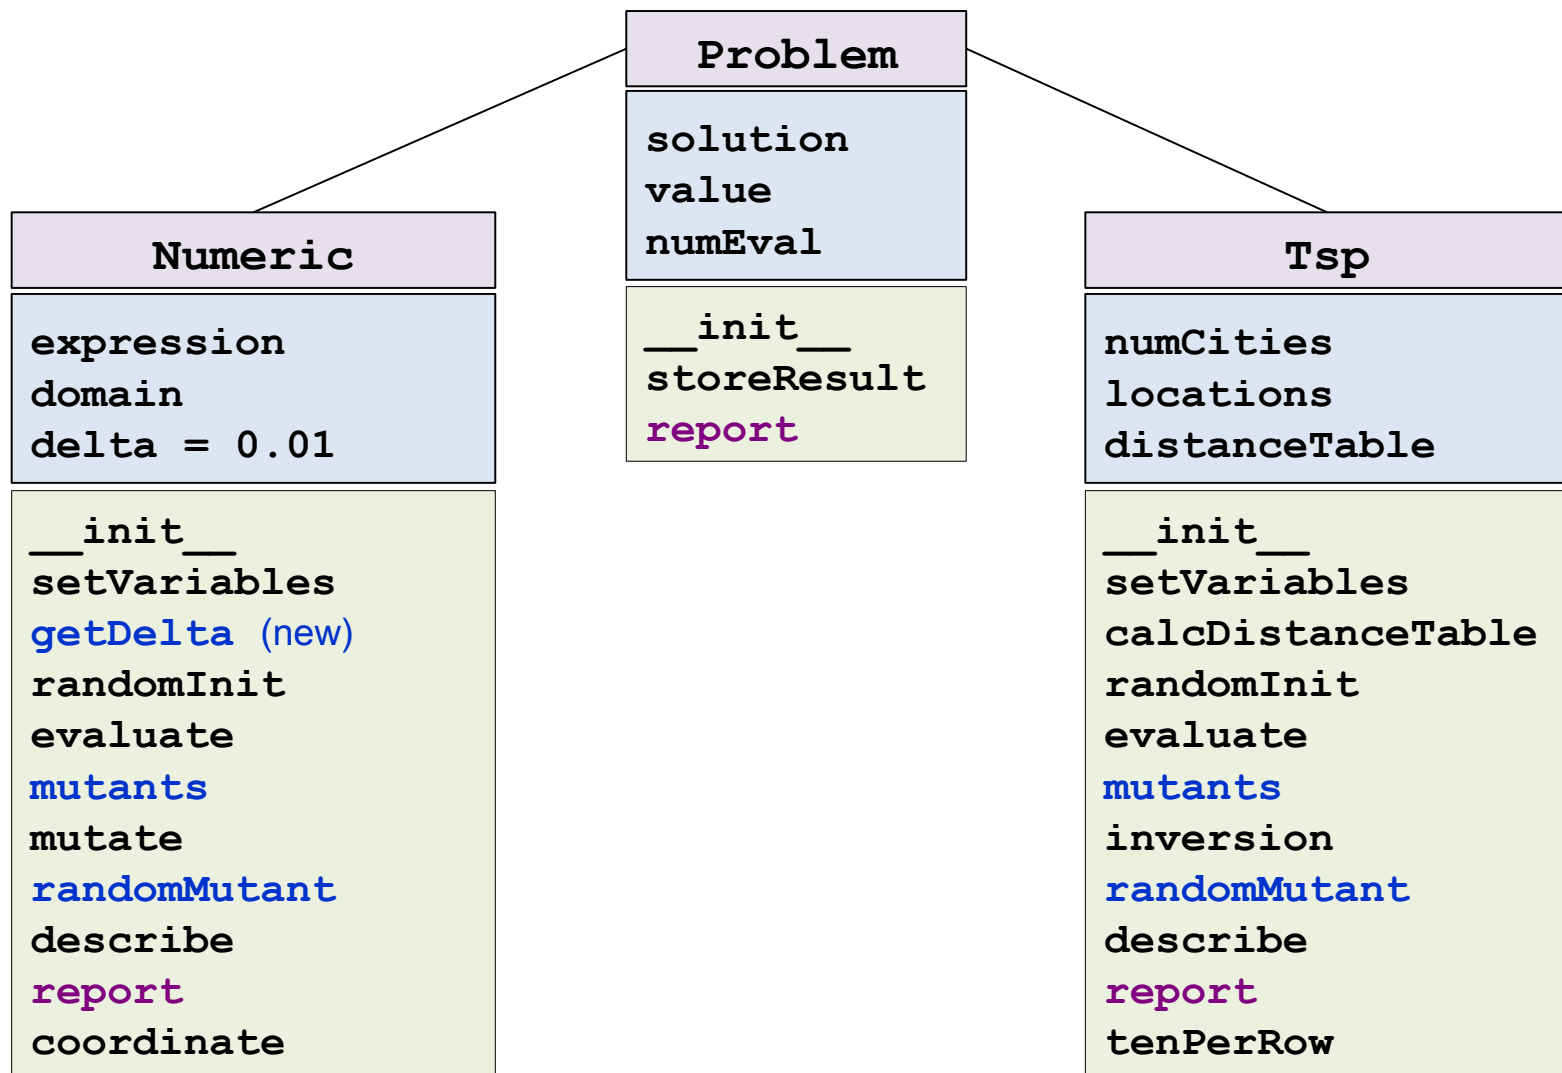 Problem
solution
value
numEval
__init__
storeResult
report
Numeric
expression
domain
delta = 0.01
__init__
setVariables
getDelta (new)
randomInit
evaluate
mutants
mutate
randomMutant
describe
report
coordinate
Tsp
numCities
locations
distanceTable
__init__
setVariables
calcDistanceTable
randomInit
evaluate
mutants
inversion
randomMutant
describe
report
tenPerRow